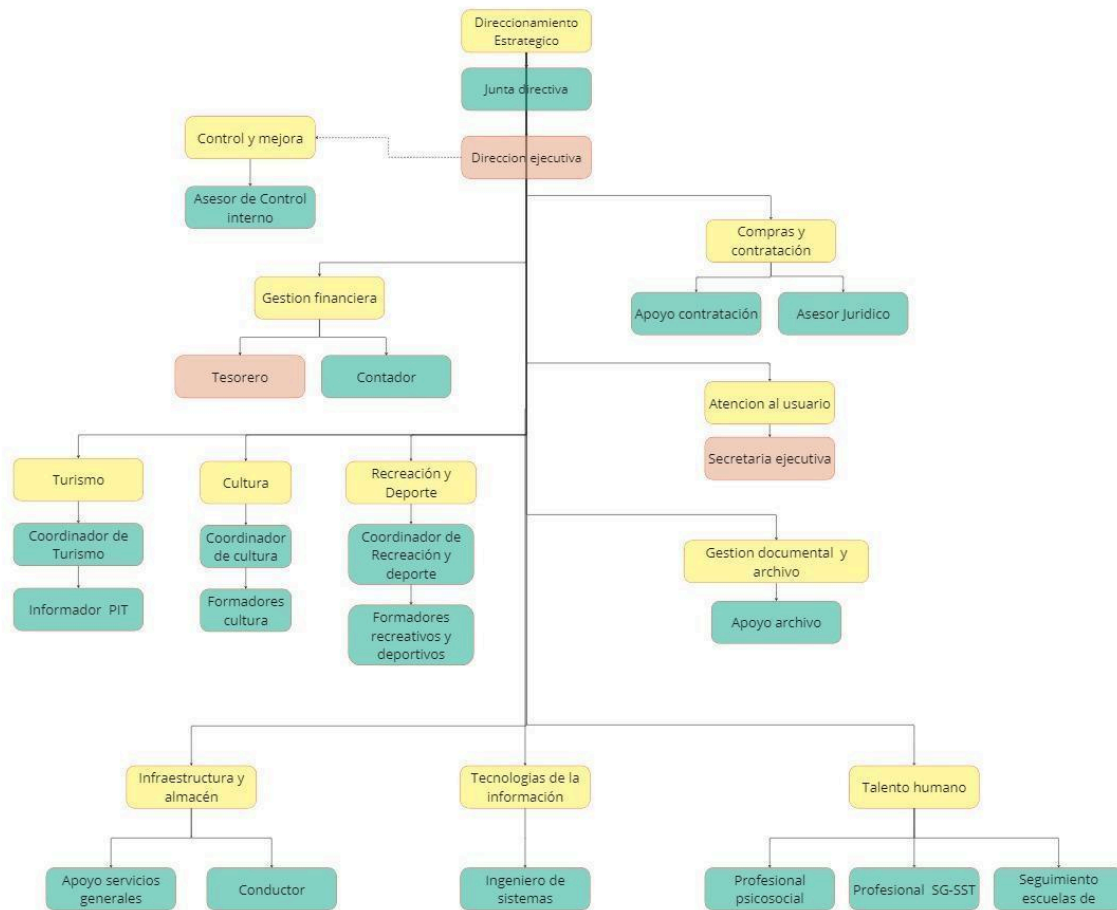 Direccionamiento
Estrategico
Junta directiva
Control y mejora
Direccion ejecutiva
Asesor de Control
interno
Compras y
contratación
Gestion financiera
Apoyo contratación
Asesor Juridico
Tesorero
Contador
Atencion al usuario
Secretaria ejecutiva
Turismo
Cultura
Recreación y
Deporte
Coordinador de
Turismo
Coordinador
de cultura
Coordinador de
Recreación y
deporte
Gestion documental y
archivo
Informador PIT
Formadores
cultura
Formadores
recreativos y
deportivos
Apoyo archivo
Infraestructura y
almacén
Tecnologias de la
información
Talento humano
Apoyo servicios
generales
Conductor
Ingeniero de
sistemas
Profesional
psicosocial
Profesional SG-SST
Seguimiento
escuelas de